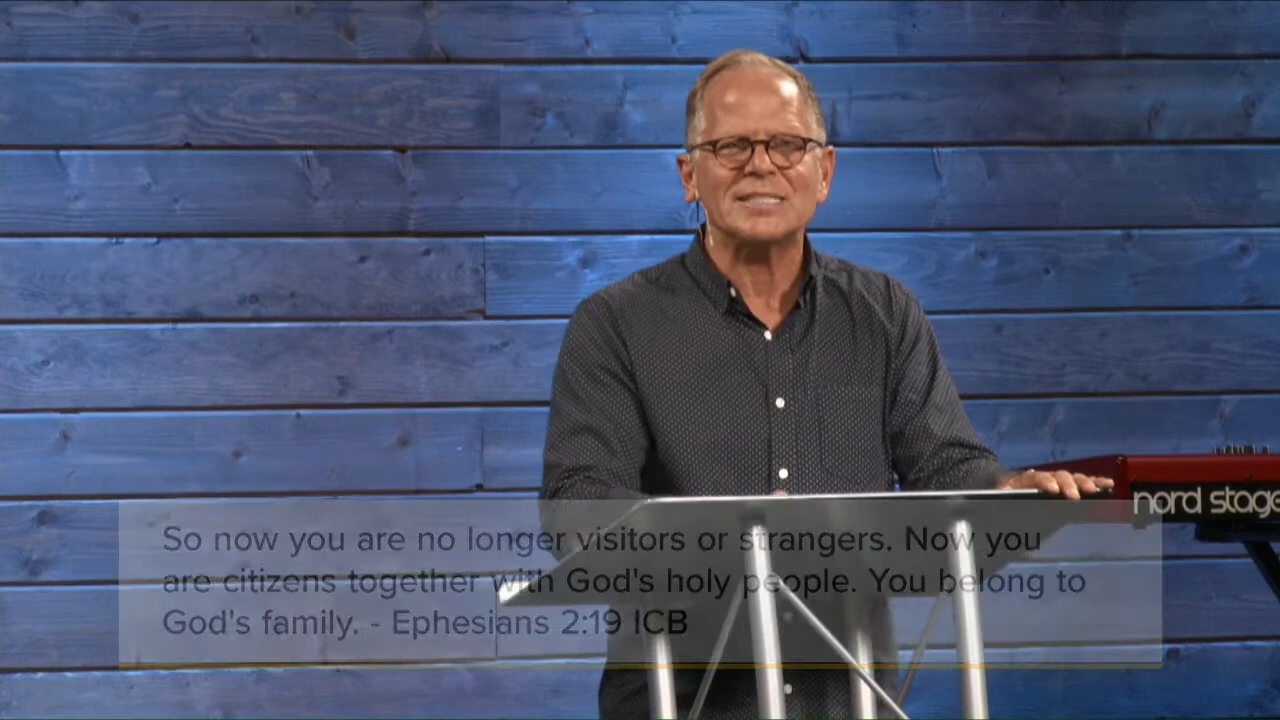 nord stage
So now you are no longer visitors or strangers. Now you
are citizens together with God's holy people. You belong to
God's family. - Ephesians 2:19 ICB